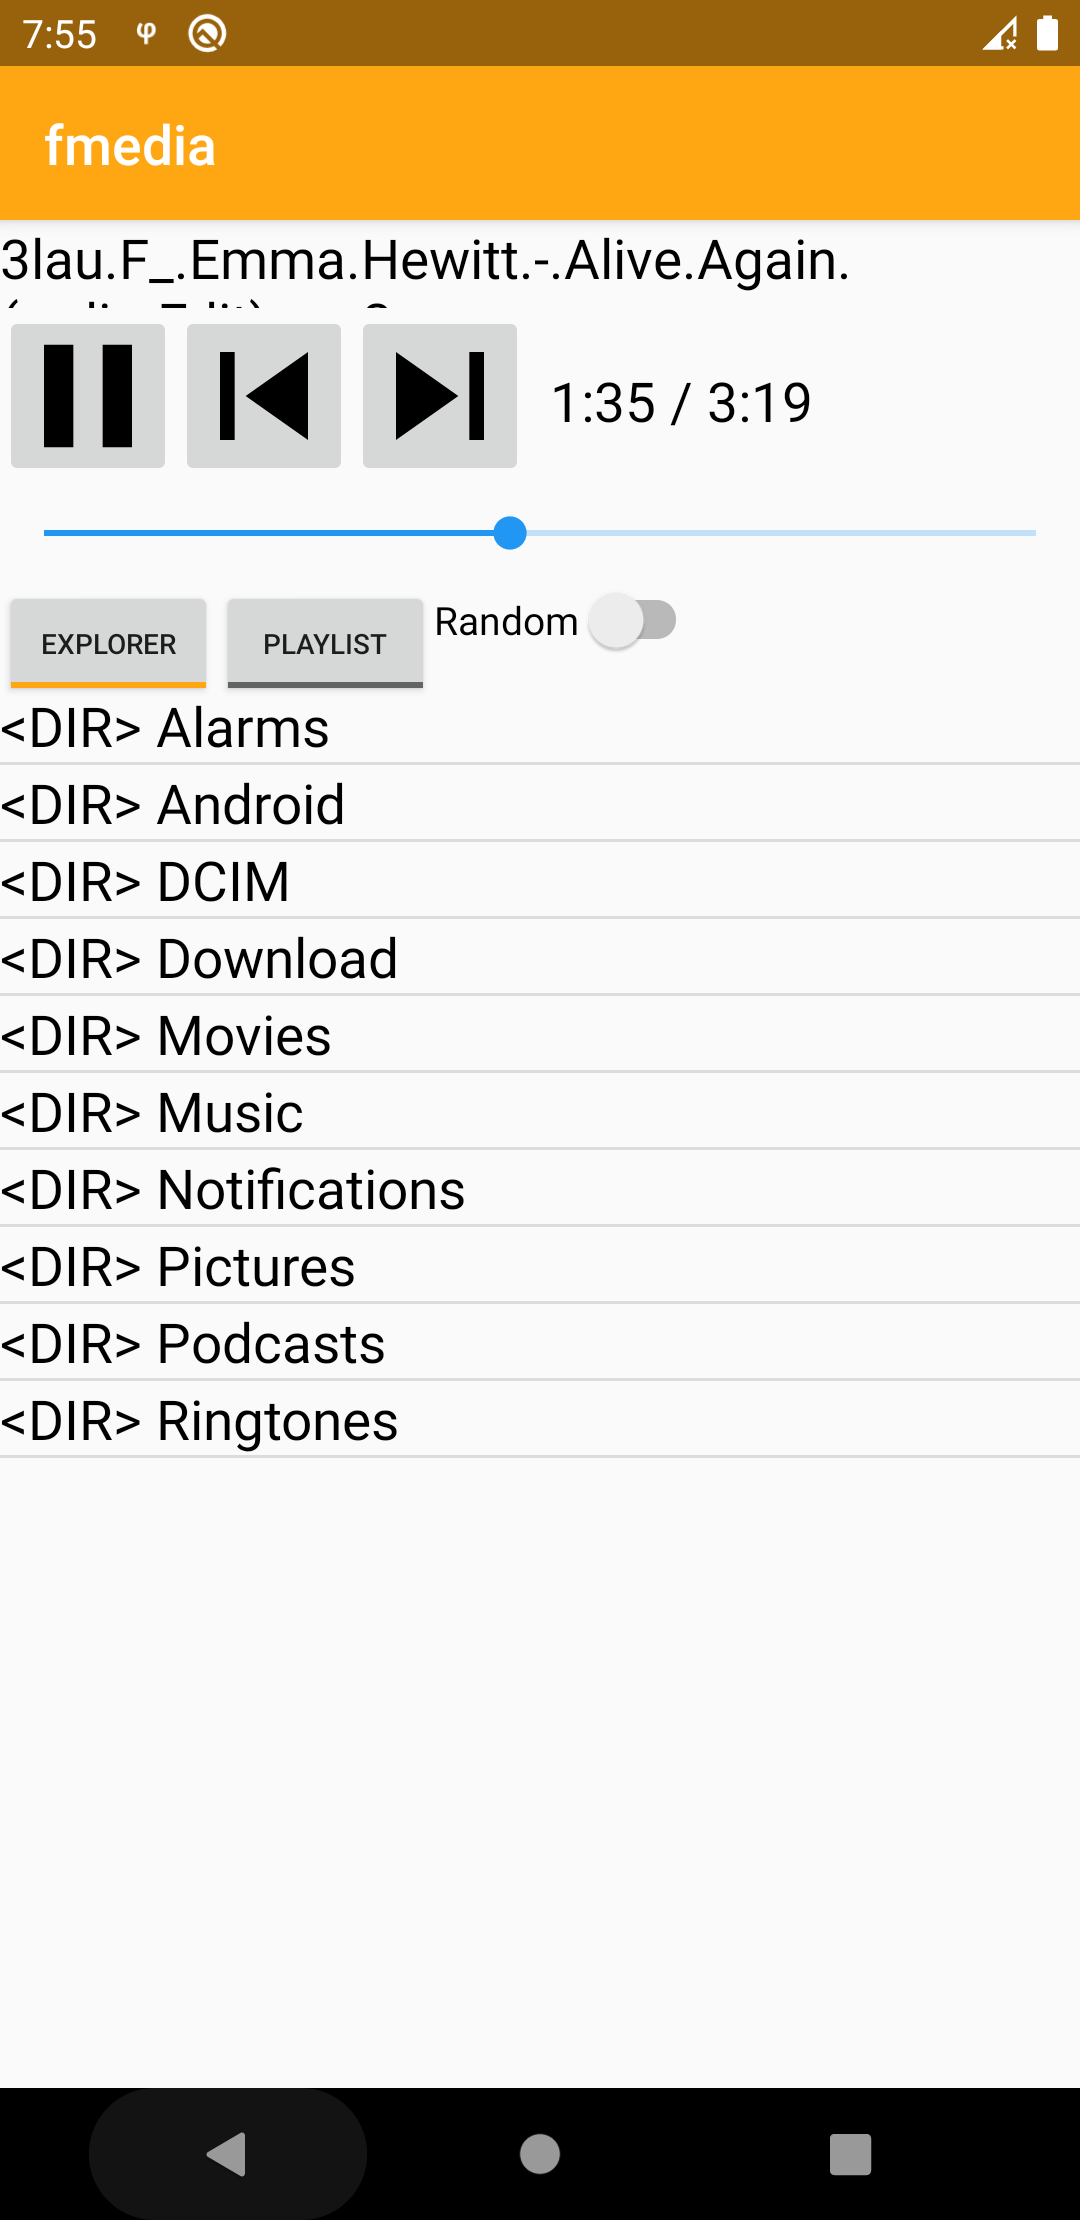 7:55 φ
fmedia
3lau.F_.Emma.Hewitt.-.Alive.Again.
1:35 / 3:19
EXPLORER PLAYLIST Random
<DIR> Alarms
<DIR> Android
<DIR> DCIM
<DIR> Download
<DIR> Movies
<DIR> Music
<DIR> Notifications
<DIR> Pictures
<DIR> Podcasts
<DIR> Ringtones